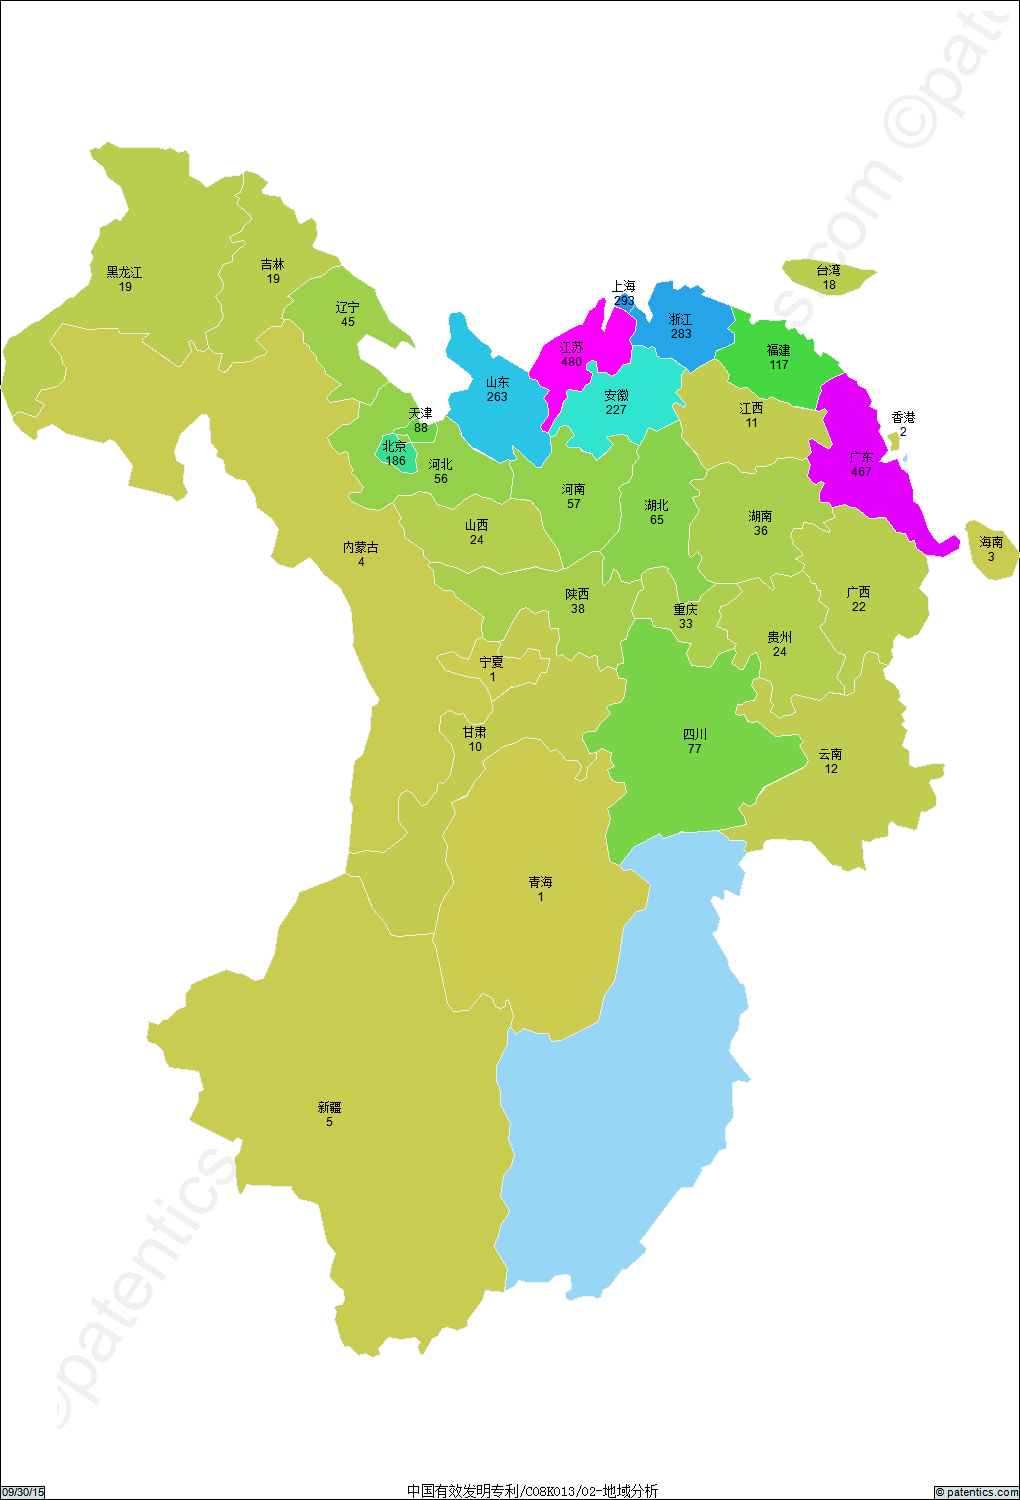 ©patentics.com ©pate
黑龙江
19
吉林
19
辽宁
45
台湾
18
上海
293
浙江
283
江苏
480
福建
117
山东
263
安徽
227
江西
11
香港
2
天津
88
北京
186
河北
56
广东
467
河南
57
湖北
65
湖南
36
山西
24
内蒙古
4
海南
3
陕西
38
重庆
33
广西
22
贵州
24
宁夏
1
甘肃
10
四川
77
云南
12
青海
1
新疆
5
09/30/15
中国有效发明专利/C08K013/02-地域分析
© patentics.com